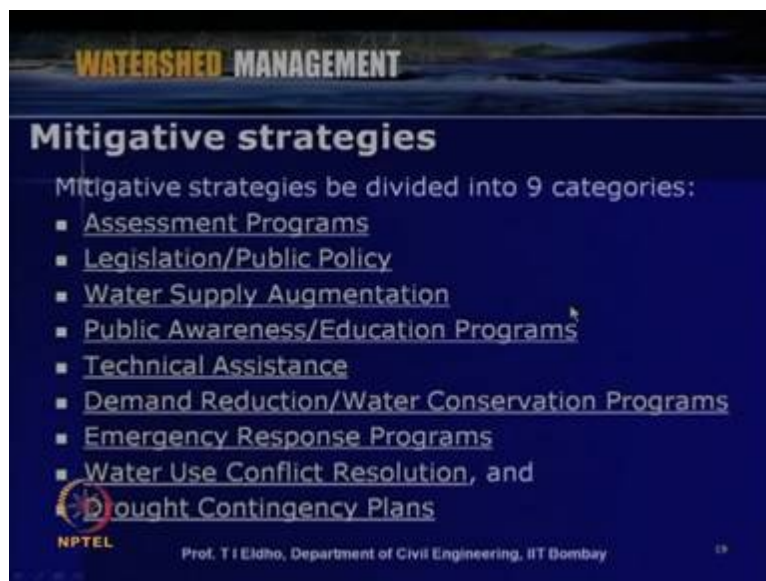 WATERSHED MANAGEMENT
Mitigative strategies
Mitigative strategies be divided into 9 categories:
▪ Assessment Programs
▪ Legislation/Public Policy
▪ Water Supply Augmentation
▪ Public Awareness/Education Programs
▪ Technical Assistance
▪ Demand Reduction/Water Conservation Programs
▪ Emergency Response Programs
▪ Water Use Conflict Resolution, and
▪ Drought Contingency Plans
NPTEL
Prof. T I Eldho, Department of Civil Engineering, IIT Bombay